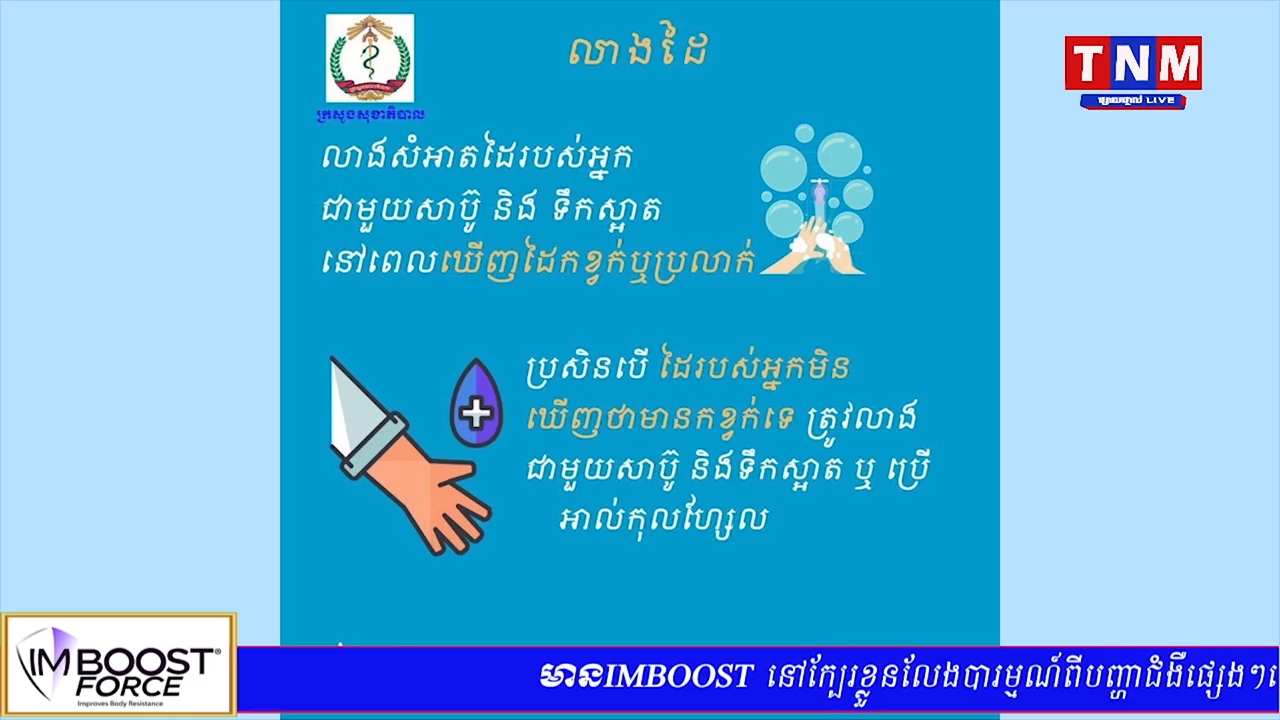 លាងដៃ
TNM
ផ្សាយផ្ទាល់ LIVE
ក្រសួងសុខាភិបាល
លាងសំអាតដៃរបស់អ្នក
ជាមួយសាប៊ូ និង ទឹកស្អាត
នៅពេលឃើញដៃកខ្វក់ឬប្រលាក់
ប្រសិនបើ ដៃរបស់អ្នកមិន
ឃើញថាមានកខ្វក់ទេ ត្រូវលាង
ជាមួយសាប៊ូ និងទឹកស្អាត ឬ ប្រើ
អាល់កុលហ្សែល
IMBOOST®
FORCE
Improves Body Resistance
មានIMBOOST នៅក្បែរខ្លួនលែងបារម្មណ៍ពីបញ្ហាជំងឺផ្សេងៗ